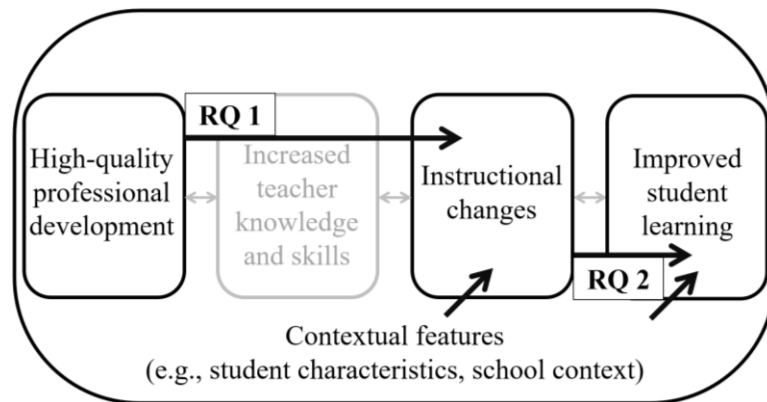 RQ 1
High-quality
professional
development
Increased
teacher
knowledge
and skills
Instructional
changes
Improved
student
learning
RQ 2
Contextual features
(e.g., student characteristics, school context)